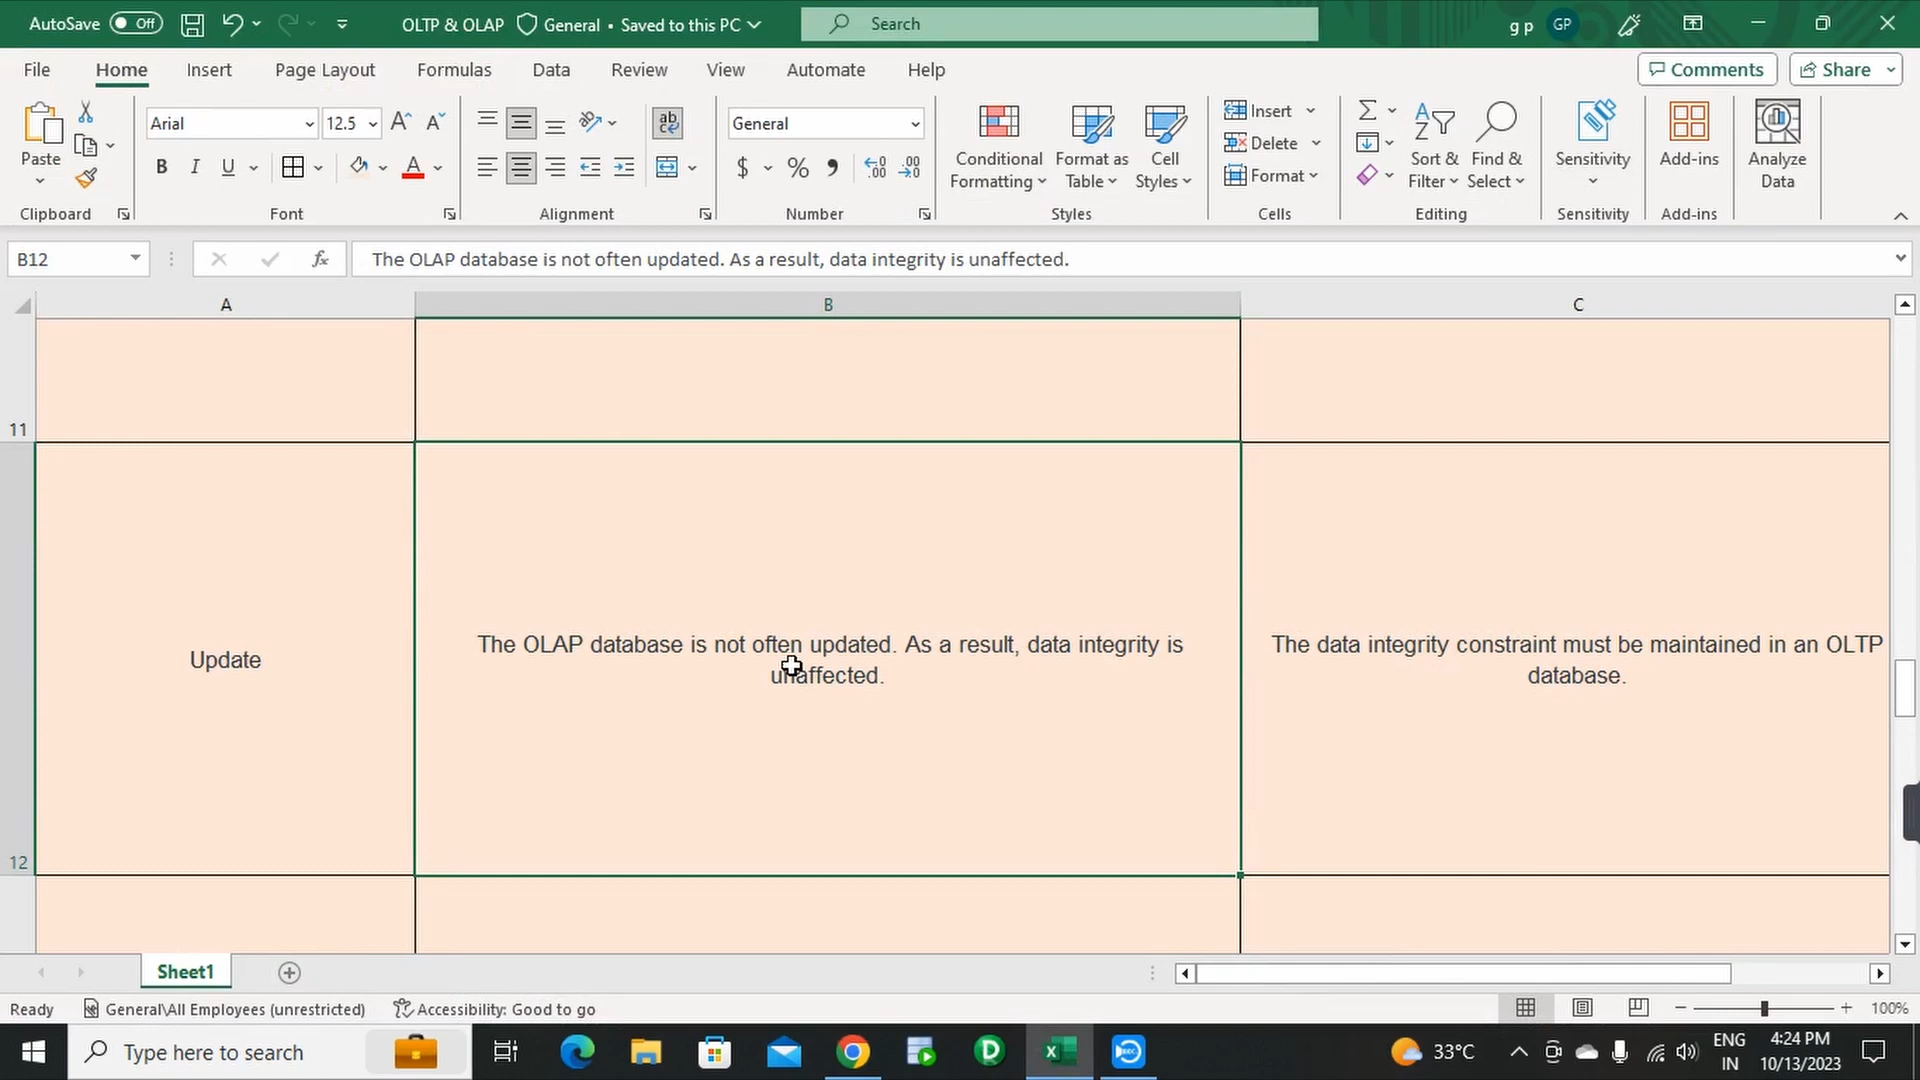 AutoSave Off OLTP & OLAP General • Saved to this PC Search g p GP
File Home Insert Page Layout Formulas Data Review View Automate Help Comments Share
Paste
Clipboard
Arial 12.5
B I U A
Font
ab
Alignment
General
$ %
Number
Conditional Formatting
Format as Table
Cell Styles
Styles
Insert
Delete
Format
Cells
Sort & Filter
Find & Select
Editing
Sensitivity
Sensitivity
Add-ins
Add-ins
Analyze Data
B12 fx The OLAP database is not often updated. As a result, data integrity is unaffected.
A B C
11
Update
The OLAP database is not often updated. As a result, data integrity is
unaffected.
The data integrity constraint must be maintained in an OLTP
database.
12
Sheet1
Ready General\All Employees (unrestricted) Accessibility: Good to go 100%
Type here to search 33°C ENG 4:24 PM
IN 10/13/2023